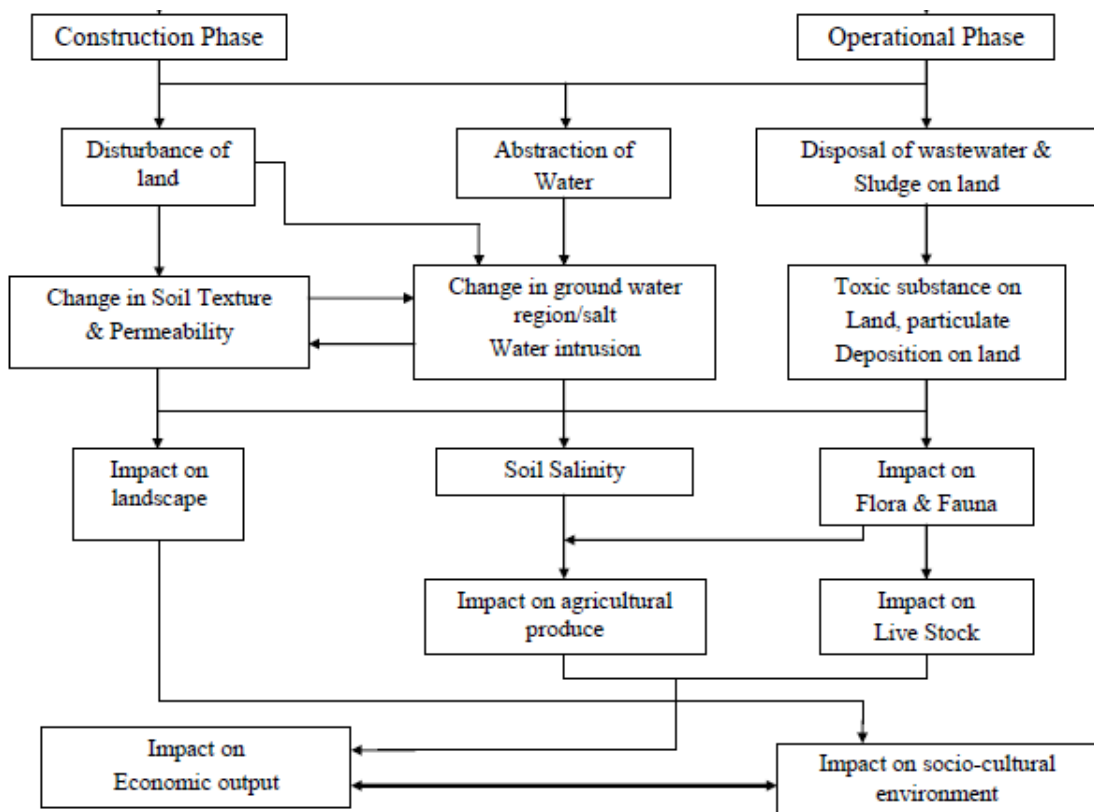 Construction Phase
Operational Phase
Disturbance of
land
Abstraction of
Water
Disposal of wastewater &
Sludge on land
Change in Soil Texture
& Permeability
Change in ground water
region/salt
Water intrusion
Toxic substance on
Land, particulate
Deposition on land
Impact on
landscape
Soil Salinity
Impact on
Flora & Fauna
Impact on agricultural
produce
Impact on
Live Stock
Impact on
Economic output
Impact on socio-cultural
environment